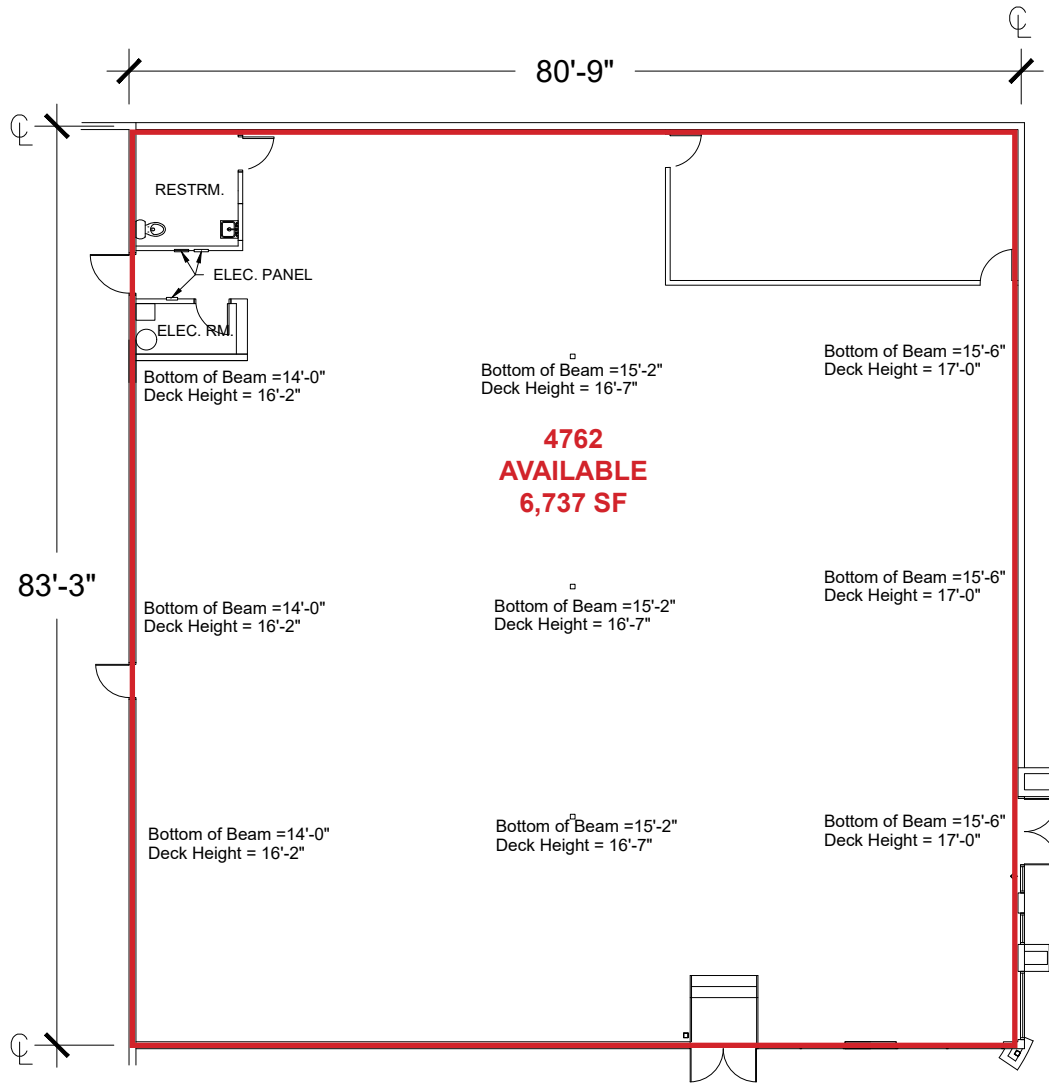 ℄
80'-9"
℄
RESTRM.
ELEC. PANEL
ELEC. RM.
Bottom of Beam =14'-0"
Deck Height = 16'-2"
Bottom of Beam =15'-2"
Deck Height = 16'-7"
Bottom of Beam =15'-6"
Deck Height = 17'-0"
4762
AVAILABLE
6,737 SF
83'-3"
Bottom of Beam =14'-0"
Deck Height = 16'-2"
Bottom of Beam =15'-2"
Deck Height = 16'-7"
Bottom of Beam =15'-6"
Deck Height = 17'-0"
Bottom of Beam =14'-0"
Deck Height = 16'-2"
Bottom of Beam =15'-2"
Deck Height = 16'-7"
Bottom of Beam =15'-6"
Deck Height = 17'-0"
℄